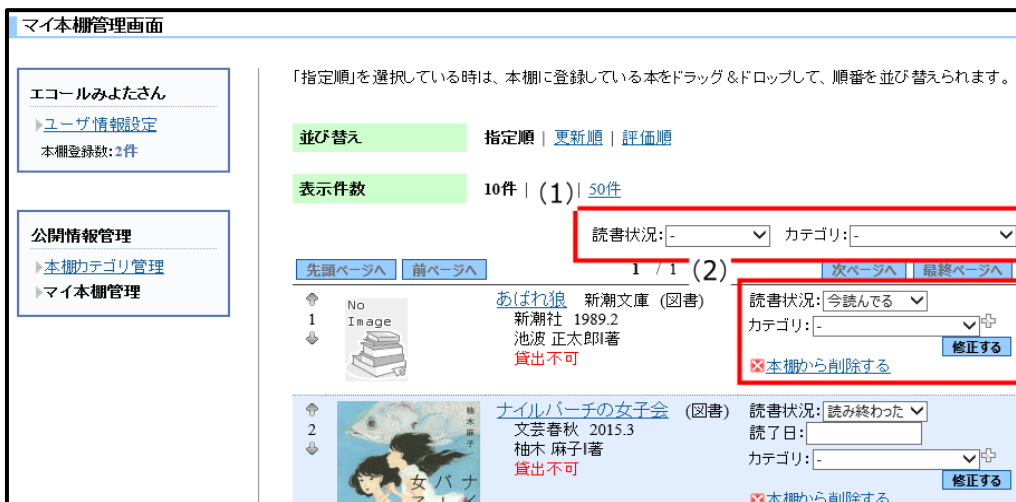 マイ本棚管理画面
エコールみよたさん
ユーザ情報設定
本棚登録数:2件
公開情報管理
本棚カテゴリ管理
マイ本棚管理
「指定順」を選択している時は、本棚に登録している本をドラッグ&ドロップして、順番を並び替えられます。
並び替え 指定順 | 更新順 | 評価順
表示件数 10件 | (1) | 50件
読書状況:- カテゴリ:-
先頭ページへ 前ページへ 1 / 1 (2) 次ページへ 最終ページへ
1
No
Image
あばれ狼 新潮文庫 (図書)
新潮社 1989.2
池波 正太郎‖著
貸出不可
読書状況:今読んでる
カテゴリ:-
修正する
本棚から削除する
2
柚木麻子
ナイルパーチの女子会 (図書)
文芸春秋 2015.3
柚木 麻子‖著
貸出不可
読書状況:読み終わった
読了日:
カテゴリ:-
修正する
本棚から削除する